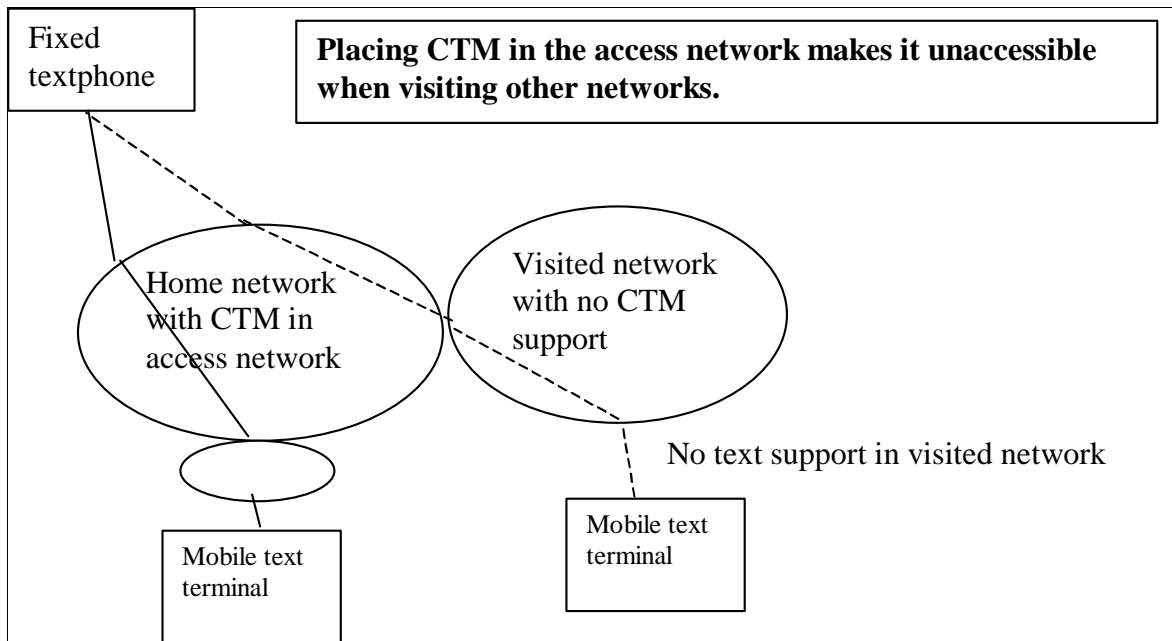 Fixed
textphone
Placing CTM in the access network makes it unaccessible
when visiting other networks.
Home network
with CTM in
access network
Visited network
with no CTM
support
No text support in visited network
Mobile text
terminal
Mobile text
terminal